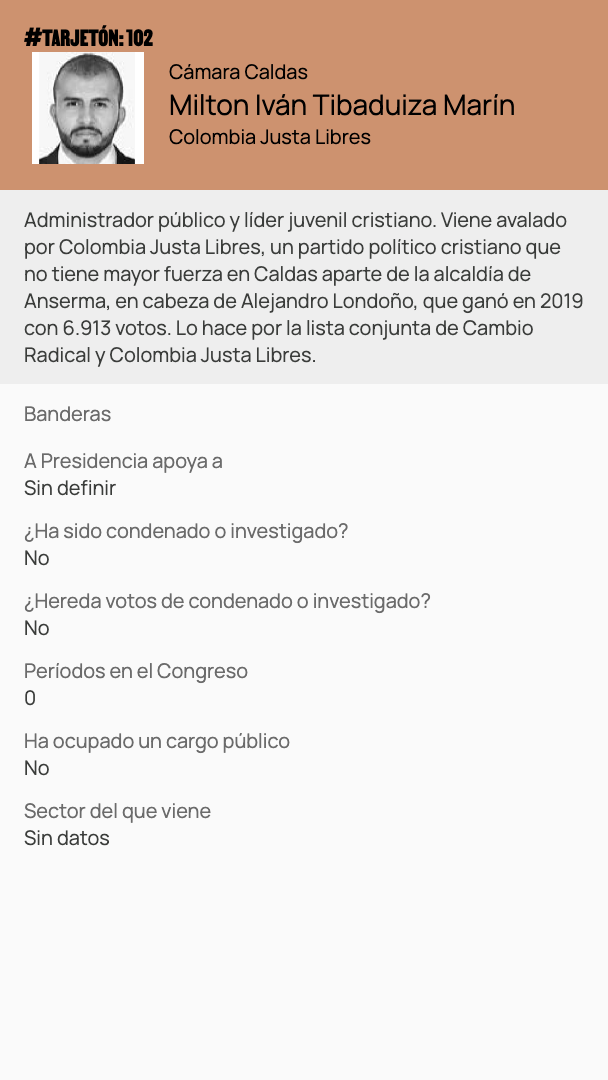 #TARJETÓN: 102
Cámara Caldas
Milton Iván Tibaduiza Marín
Colombia Justa Libres
Administrador público y líder juvenil cristiano. Viene avalado
por Colombia Justa Libres, un partido político cristiano que
no tiene mayor fuerza en Caldas aparte de la alcaldía de
Anserma, en cabeza de Alejandro Londoño, que ganó en 2019
con 6.913 votos. Lo hace por la lista conjunta de Cambio
Radical y Colombia Justa Libres.
Banderas
A Presidencia apoya a
Sin definir
¿Ha sido condenado o investigado?
No
¿Hereda votos de condenado o investigado?
No
Períodos en el Congreso
0
Ha ocupado un cargo público
No
Sector del que viene
Sin datos